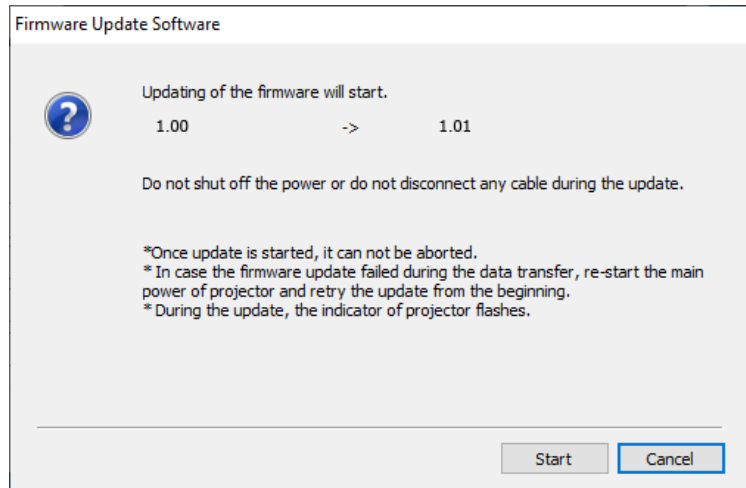 Firmware Update Software
Updating of the firmware will start.
1.00 -> 1.01
Do not shut off the power or do not disconnect any cable during the update.
*Once update is started, it can not be aborted.
* In case the firmware update failed during the data transfer, re-start the main
power of projector and retry the update from the beginning.
* During the update, the indicator of projector flashes.
Start Cancel